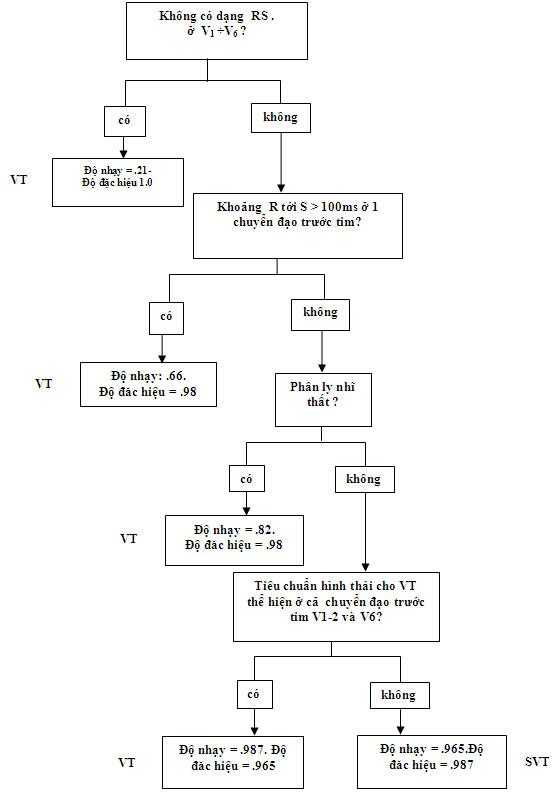 Không có dạng RS .
ở V1 ÷V6 ?
có
không
VT
Độ nhạy = .21-
Độ đặc hiệu 1.0
Khoảng R tới S > 100ms ở 1
chuyển đạo trước tim?
có
không
VT
Độ nhạy: .66.
Độ đăc hiệu = .98
Phân ly nhĩ
thất ?
có
không
VT
Độ nhạy = .82.
Độ đăc hiệu = .98
Tiêu chuẩn hình thái cho VT
thể hiện ở cả chuyển đạo trước
tim V1-2 và V6?
có
không
VT
Độ nhạy = .987. Độ
đăc hiệu = .965
Độ nhạy = .965.Độ
đăc hiệu = .987
SVT